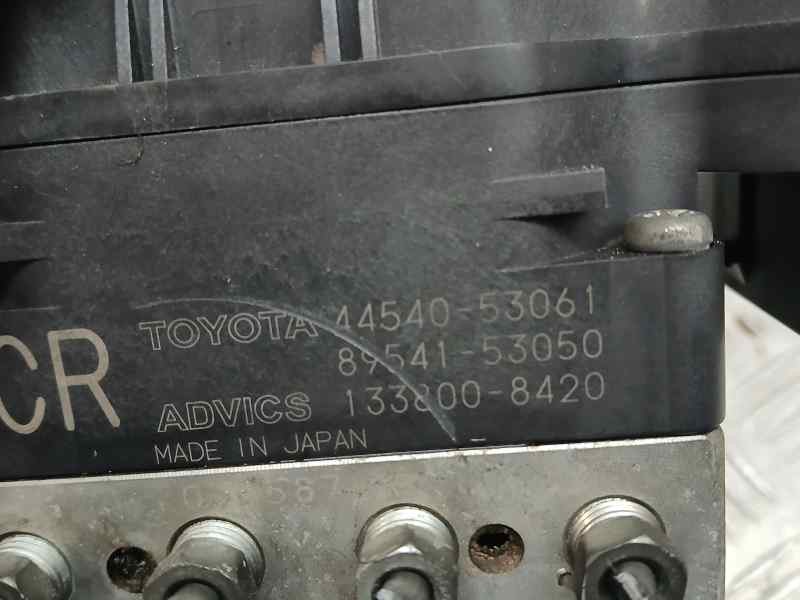 TOYOTA 44540-53061
89541-53050
CR
ADVICS 133800-8420
MADE IN JAPAN